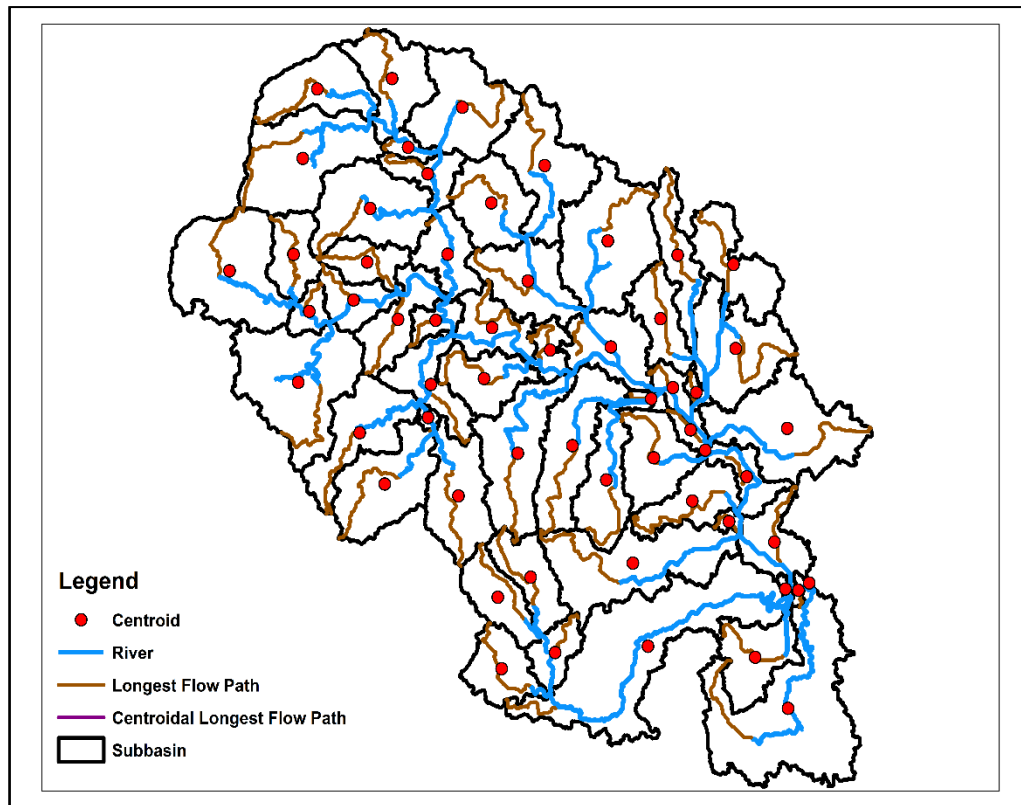 Legend
Centroid
River
Longest Flow Path
Centroidal Longest Flow Path
Subbasin